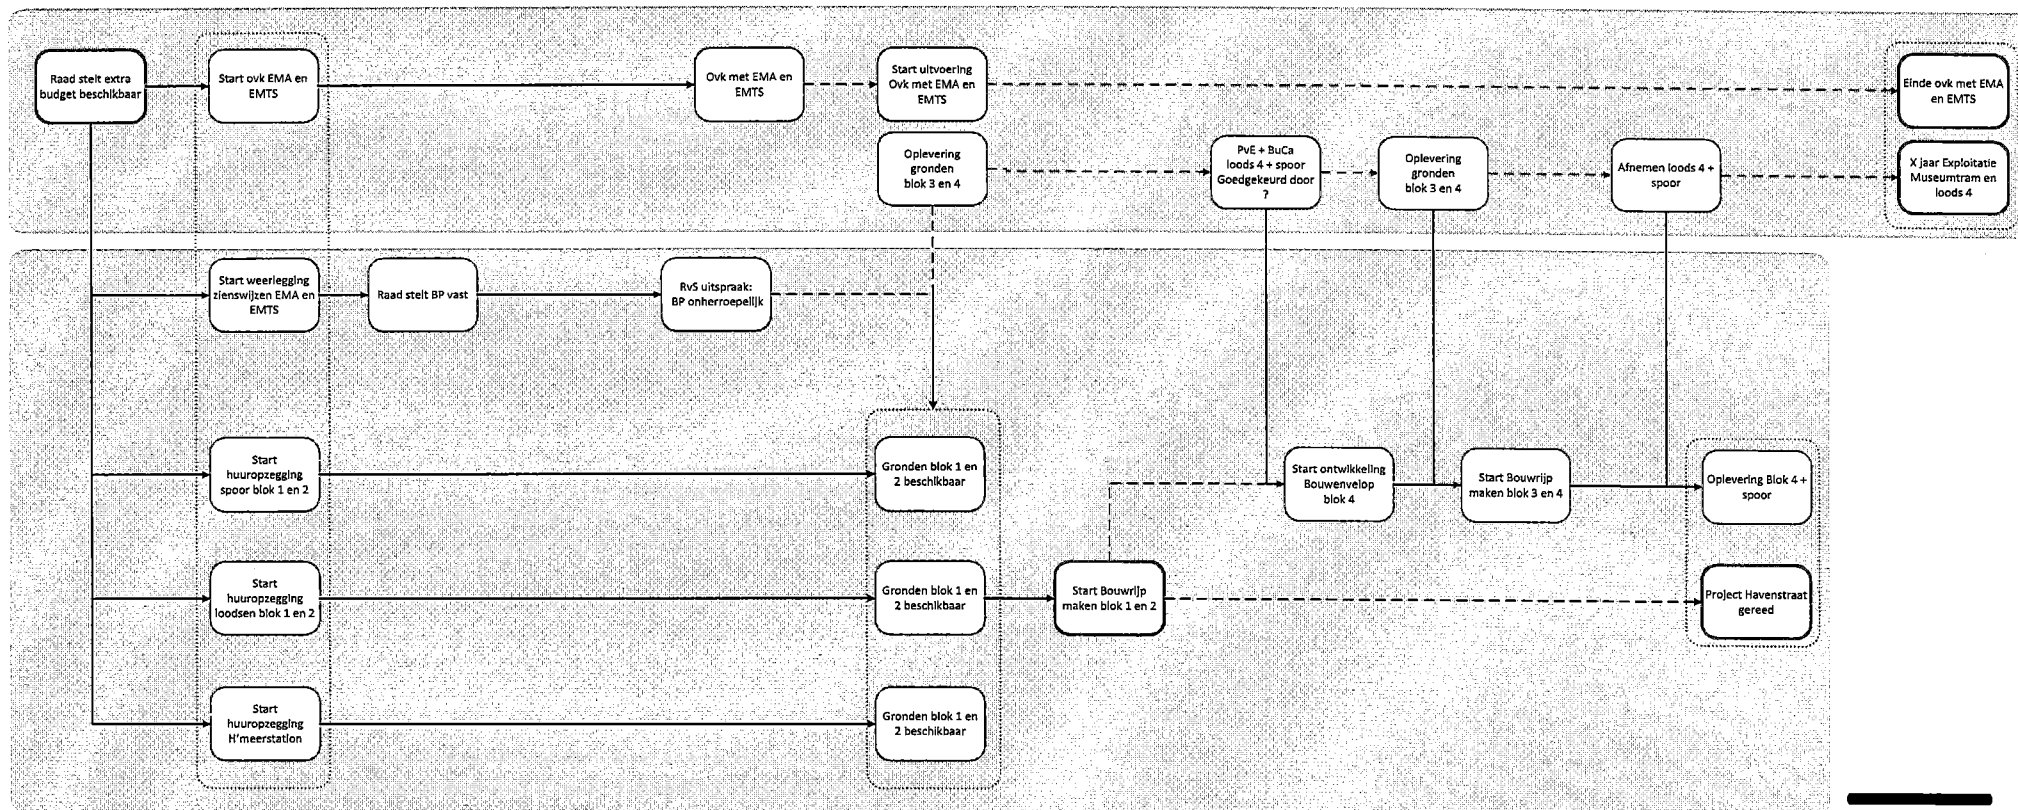 Raad stelt extra
budget beschikbaar
Start ovk EMA en
EMTS
Ovk met EMA en
EMTS
Start uitvoering
Ovk met EMA en
EMTS
Einde ovk met EMA
en EMTS
Oplevering
gronden
blok 3 en 4
PvE + BuCa
loods 4 + spoor
Goedgekeurd door
?
Oplevering
gronden
blok 3 en 4
Afnemen loods 4 +
spoor
X jaar Exploitatie
Museumtram en
loods 4
Start weerlegging
zienswijzen EMA en
EMTS
Raad stelt BP vast
RvS uitspraak:
BP onherroepelijk
Start
huuropzegging
spoor blok 1 en 2
Gronden blok 1 en
2 beschikbaar
Start ontwikkeling
Bouwenvelop
blok 4
Start Bouwrijp
maken blok 3 en 4
Oplevering Blok 4 +
spoor
Start
huuropzegging
loodsen blok 1 en 2
Gronden blok 1 en
2 beschikbaar
Start Bouwrijp
maken blok 1 en 2
Project Havenstraat
gereed
Start
huuropzegging
H'meerstation
Gronden blok 1 en
2 beschikbaar